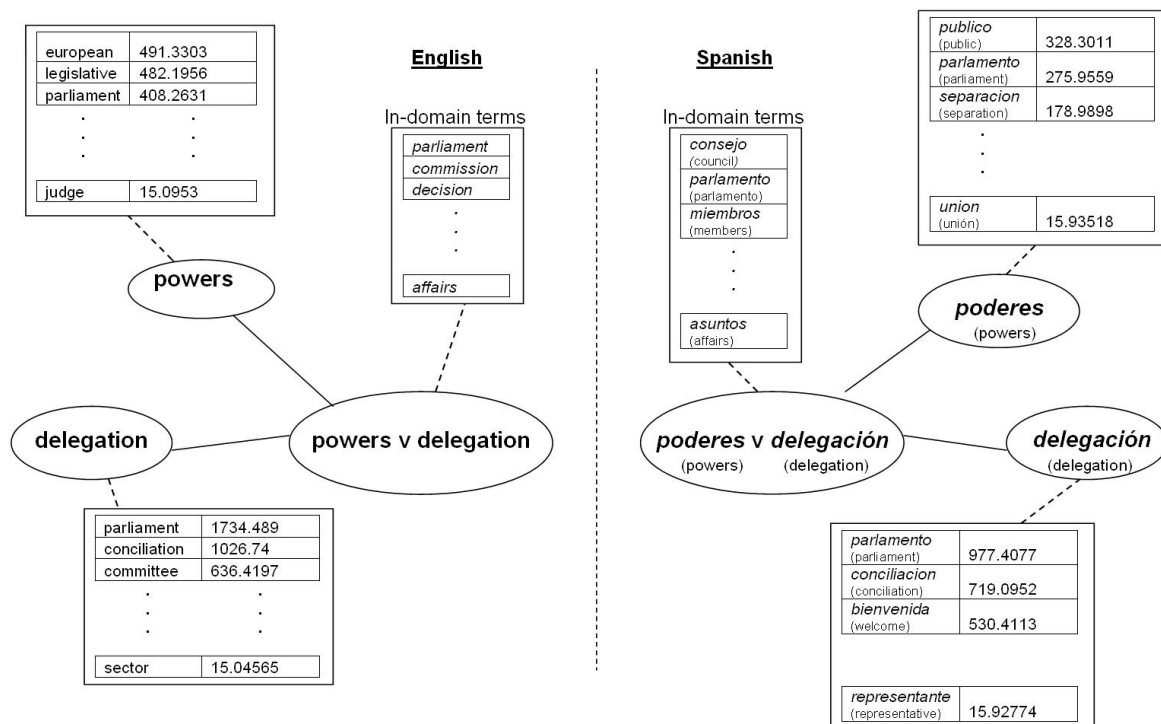 English
european 491.3303
legislative 482.1956
parliament 408.2631
. .
. .
. .
judge 15.0953
In-domain terms
parliament
commission
decision
.
.
.
.
affairs
powers
delegation
powers v delegation
parliament 1734.489
conciliation 1026.74
committee 636.4197
. .
. .
. .
sector 15.04565
Spanish
In-domain terms
consejo
(council)
parlamento
(parlamento)
miembros
(members)
.
.
.
.
asuntos
(affairs)
publico
(public) 328.3011
parlamento
(parliament) 275.9559
separacion
(separation) 178.9898
.
.
.
.
union
(unión) 15.93518
poderes
(powers)
poderes v delegación
(powers) (delegation)
delegación
(delegation)
parlamento
(parliament) 977.4077
conciliacion
(conciliation) 719.0952
bienvenida
(welcome) 530.4113
representante
(representative) 15.92774